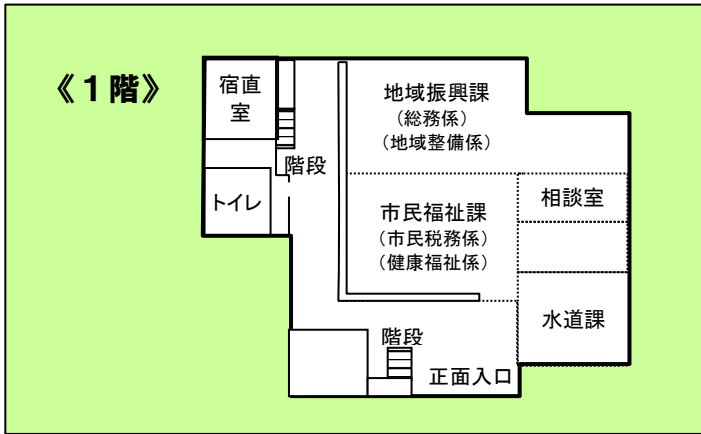 《１階》
宿直
室
地域振興課
（総務係）
（地域整備係）
階段
トイレ
相談室
市民福祉課
（市民税務係）
（健康福祉係）
水道課
階段
正面入口